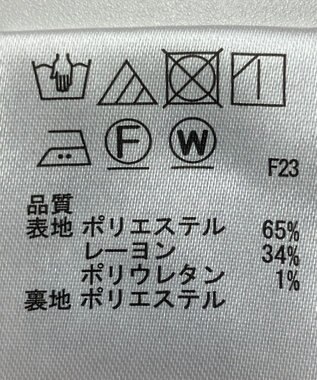 F W
F23
品質
表地 ポリエステル 65%
レーヨン 34%
ポリウレタン 1%
裏地 ポリエステル